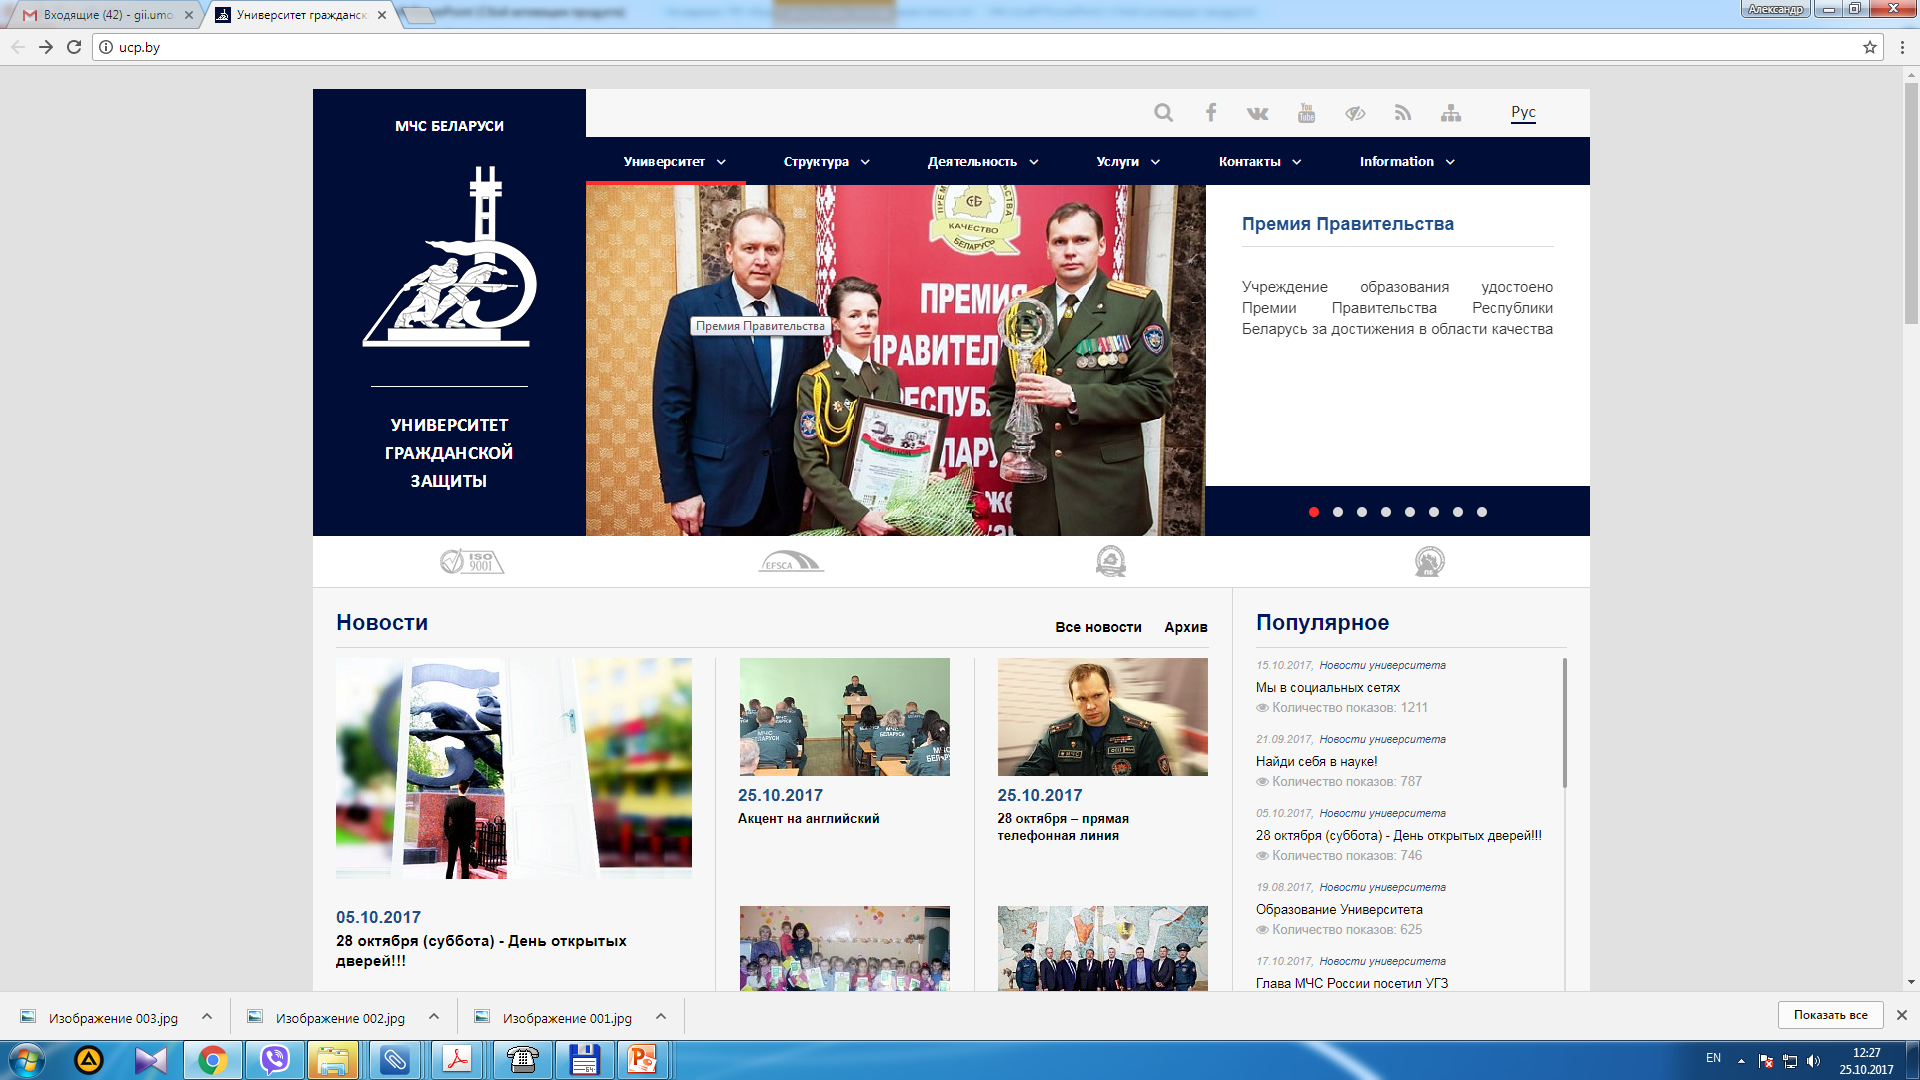 Входящие (42) - gii.umo
Университет гражданск
Александр
ucp.by
МЧС БЕЛАРУСИ
УНИВЕРСИТЕТ
ГРАЖДАНСКОЙ
ЗАЩИТЫ
You
Tube
Рус
Университет
Структура
Деятельность
Услуги
Контакты
Information
КАЧЕСТВО
БЕЛАРУСЬ
ПРЕМИЯ
ПРАВИТЕЛЬ
РЕСПУБЛ
Премия Правительства
Премия Правительства
Учреждение образования удостоено
Премии Правительства Республики
Беларусь за достижения в области качества
ISO
9001
EFSCA
Новости
Все новости
Архив
05.10.2017
28 октября (суббота) - День открытых
дверей!!!
МЧС
БЕЛАРУСИ
25.10.2017
Акцент на английский
25.10.2017
28 октября – прямая
телефонная линия
Популярное
15.10.2017, Новости университета
Мы в социальных сетях
Количество показов: 1211
21.09.2017, Новости университета
Найди себя в науке!
Количество показов: 787
05.10.2017, Новости университета
28 октября (суббота) - День открытых дверей!!!
Количество показов: 746
19.08.2017, Новости университета
Образование Университета
Количество показов: 625
17.10.2017, Новости университета
Глава МЧС России посетил УГЗ
Изображение 003.jpg
Изображение 002.jpg
Изображение 001.jpg
Показать все
EN
12:27
25.10.2017